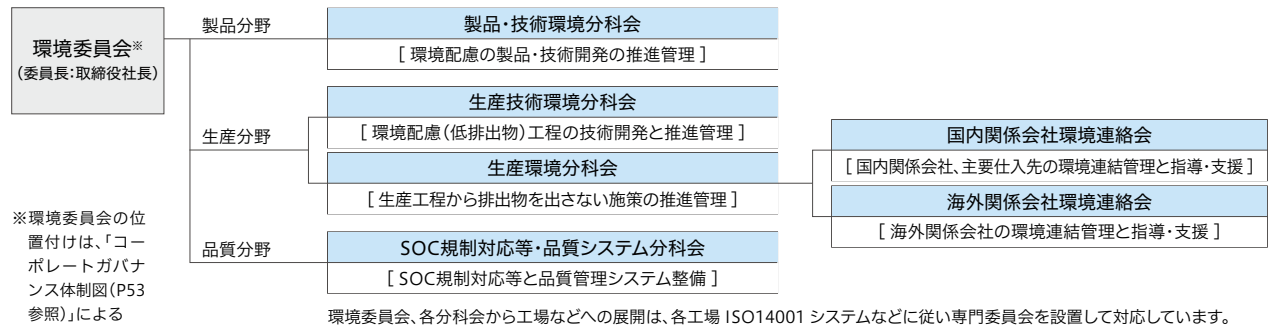 環境委員会※
(委員長:取締役社長)
製品分野
製品・技術環境分科会
[ 環境配慮の製品・技術開発の推進管理 ]
生産分野
生産技術環境分科会
[ 環境配慮(低排出物)工程の技術開発と推進管理 ]
生産環境分科会
[ 生産工程から排出物を出さない施策の推進管理 ]
国内関係会社環境連絡会
[ 国内関係会社、主要仕入先の環境連結管理と指導・支援 ]
海外関係会社環境連絡会
[ 海外関係会社の環境連結管理と指導・支援 ]
品質分野
SOC規制対応等・品質システム分科会
[ SOC規制対応等と品質管理システム整備 ]
※環境委員会の位
置付けは、「コー
ポレートガバナ
ンス体制図(P53
参照)」による
環境委員会、各分科会から工場などへの展開は、各工場 ISO14001 システムなどに従い専門委員会を設置して対応しています。